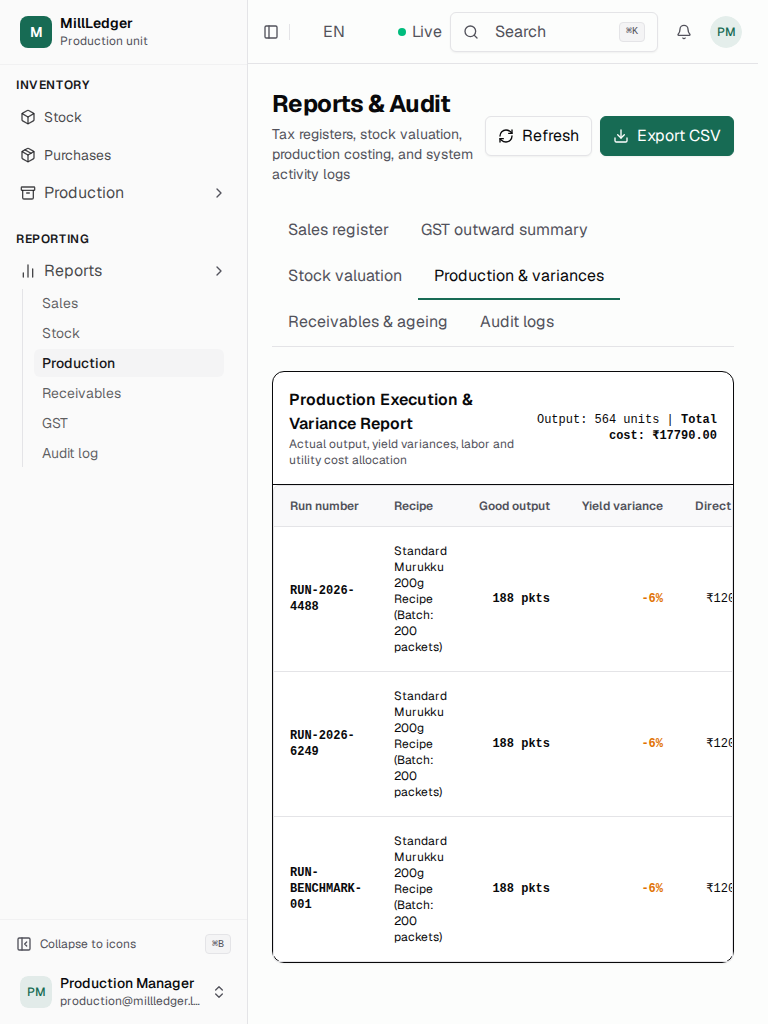 M
MillLedger
Production unit
EN
Live
Search
⌘K
PM
INVENTORY
Stock
Purchases
Production
REPORTING
Reports
Sales
Stock
Production
Receivables
GST
Audit log
Reports & Audit
Tax registers, stock valuation,
production costing, and system
activity logs
Refresh
Export CSV
Sales register
GST outward summary
Stock valuation
Production & variances
Receivables & ageing
Audit logs
Production Execution &
Variance Report
Actual output, yield variances, labor and
utility cost allocation
Output: 564 units | Total
cost: ₹17790.00
Run number
Recipe
Good output
Yield variance
Direct
RUN-2026-
4488
Standard
Murukku
200g
Recipe
(Batch:
200
packets)
188 pkts
-6%
₹120
RUN-2026-
6249
Standard
Murukku
200g
Recipe
(Batch:
200
packets)
188 pkts
-6%
₹120
RUN-
BENCHMARK-
001
Standard
Murukku
200g
Recipe
(Batch:
200
packets)
188 pkts
-6%
₹120
Collapse to icons
⌘B
PM
Production Manager
production@millledger.l…